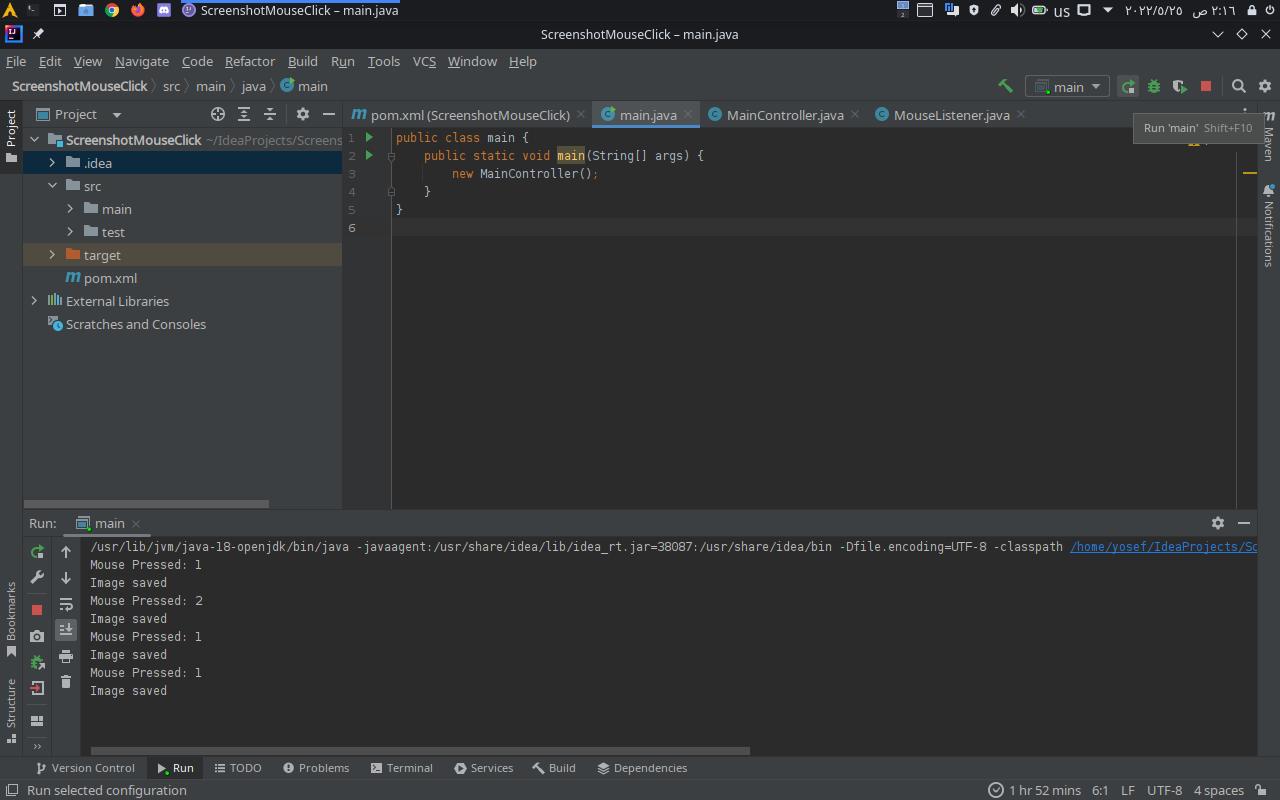 ScreenshotMouseClick – main.java
us
٢٠٢٢/٥/٢٥ ٢:١٦ ص
ScreenshotMouseClick – main.java
File Edit View Navigate Code Refactor Build Run Tools VCS Window Help
ScreenshotMouseClick src main java main
main
Project
pom.xml (ScreenshotMouseClick) main.java MainController.java MouseListener.java
Run 'main' Shift+F10
Project
Maven
Notifications
ScreenshotMouseClick ~/IdeaProjects/Screens
.idea
src
main
test
target
pom.xml
External Libraries
Scratches and Consoles
1 public class main {
2 public static void main(String[] args) {
3 new MainController();
4 }
5 }
6
Run: main
/usr/lib/jvm/java-18-openjdk/bin/java -javaagent:/usr/share/idea/lib/idea_rt.jar=38087:/usr/share/idea/bin -Dfile.encoding=UTF-8 -classpath /home/yosef/IdeaProjects/Sc
Mouse Pressed: 1
Image saved
Mouse Pressed: 2
Image saved
Mouse Pressed: 1
Image saved
Mouse Pressed: 1
Image saved
Bookmarks
Structure
Version Control Run TODO Problems Terminal Services Build Dependencies
Run selected configuration
1 hr 52 mins 6:1 LF UTF-8 4 spaces